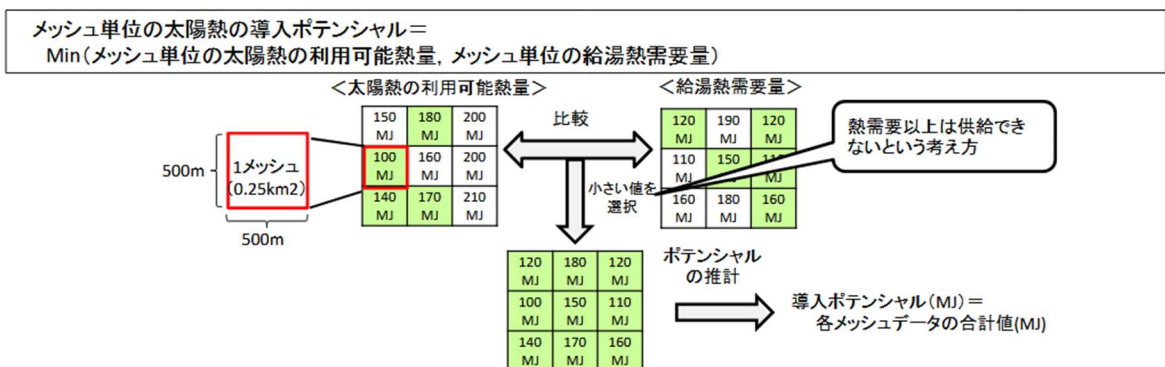 メッシュ単位の太陽熱の導入ポテンシャル＝
Min(メッシュ単位の太陽熱の利用可能熱量, メッシュ単位の給湯熱需要量)
＜太陽熱の利用可能熱量＞
＜給湯熱需要量＞
150 MJ 180 MJ 200 MJ
100 MJ 160 MJ 200 MJ
140 MJ 170 MJ 210 MJ
500m
1メッシュ
(0.25km2)
500m
比較
小さい値を
選択
120 MJ 190 MJ 120 MJ
110 MJ 150 MJ MJ
160 MJ 180 MJ 160 MJ
熱需要以上は供給でき
ないという考え方
120 MJ 180 MJ 120 MJ
100 MJ 150 MJ 110 MJ
140 MJ 170 MJ 160 MJ
ポテンシャル
の推計
導入ポテンシャル(MJ)＝
各メッシュデータの合計値(MJ)